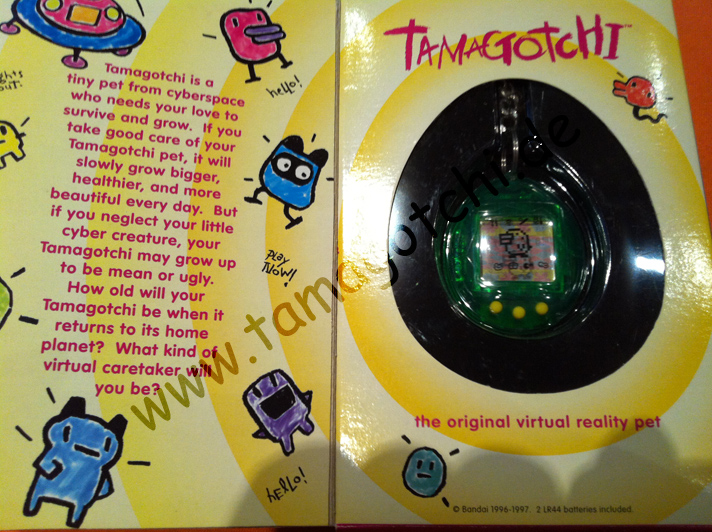 hello!
Tamagotchi is a
tiny pet from cyberspace
who needs your love to
survive and grow. If you
take good care of your
Tamagotchi pet, it will
slowly grow bigger,
healthier, and more
beautiful every day. But
if you neglect your little
cyber creature, your
Tamagotchi may grow up
to be mean or ugly.
How old will your
Tamagotchi be when it
returns to its home
planet? What kind of
virtual caretaker will
you be?
play
now!
hello!
TAMAGOTCHI™
the original virtual reality pet
© Bandai 1996-1997. 2 LR44 batteries included.
www.tamagotchi.de